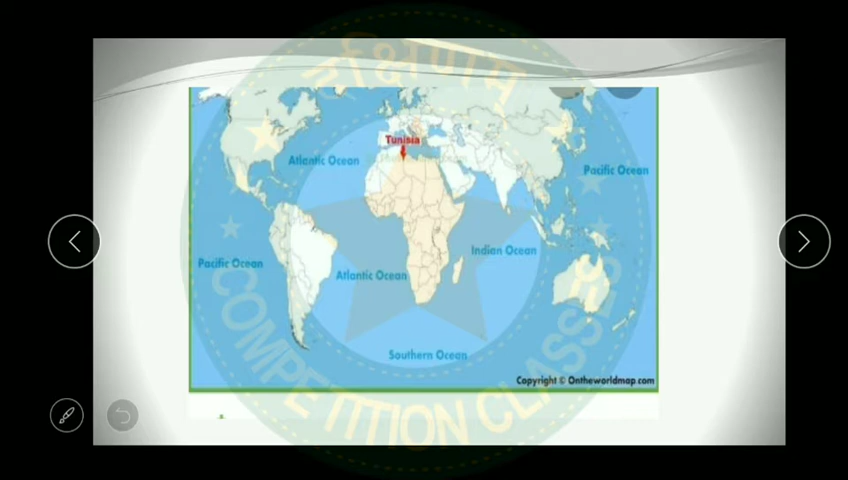 Tunisia
Atlantic Ocean
Pacific Ocean
Indian Ocean
Pacific Ocean
Atlantic Ocean
Southern Ocean
Copyright © Ontheworldmap.com
COMPETITION CLASSES